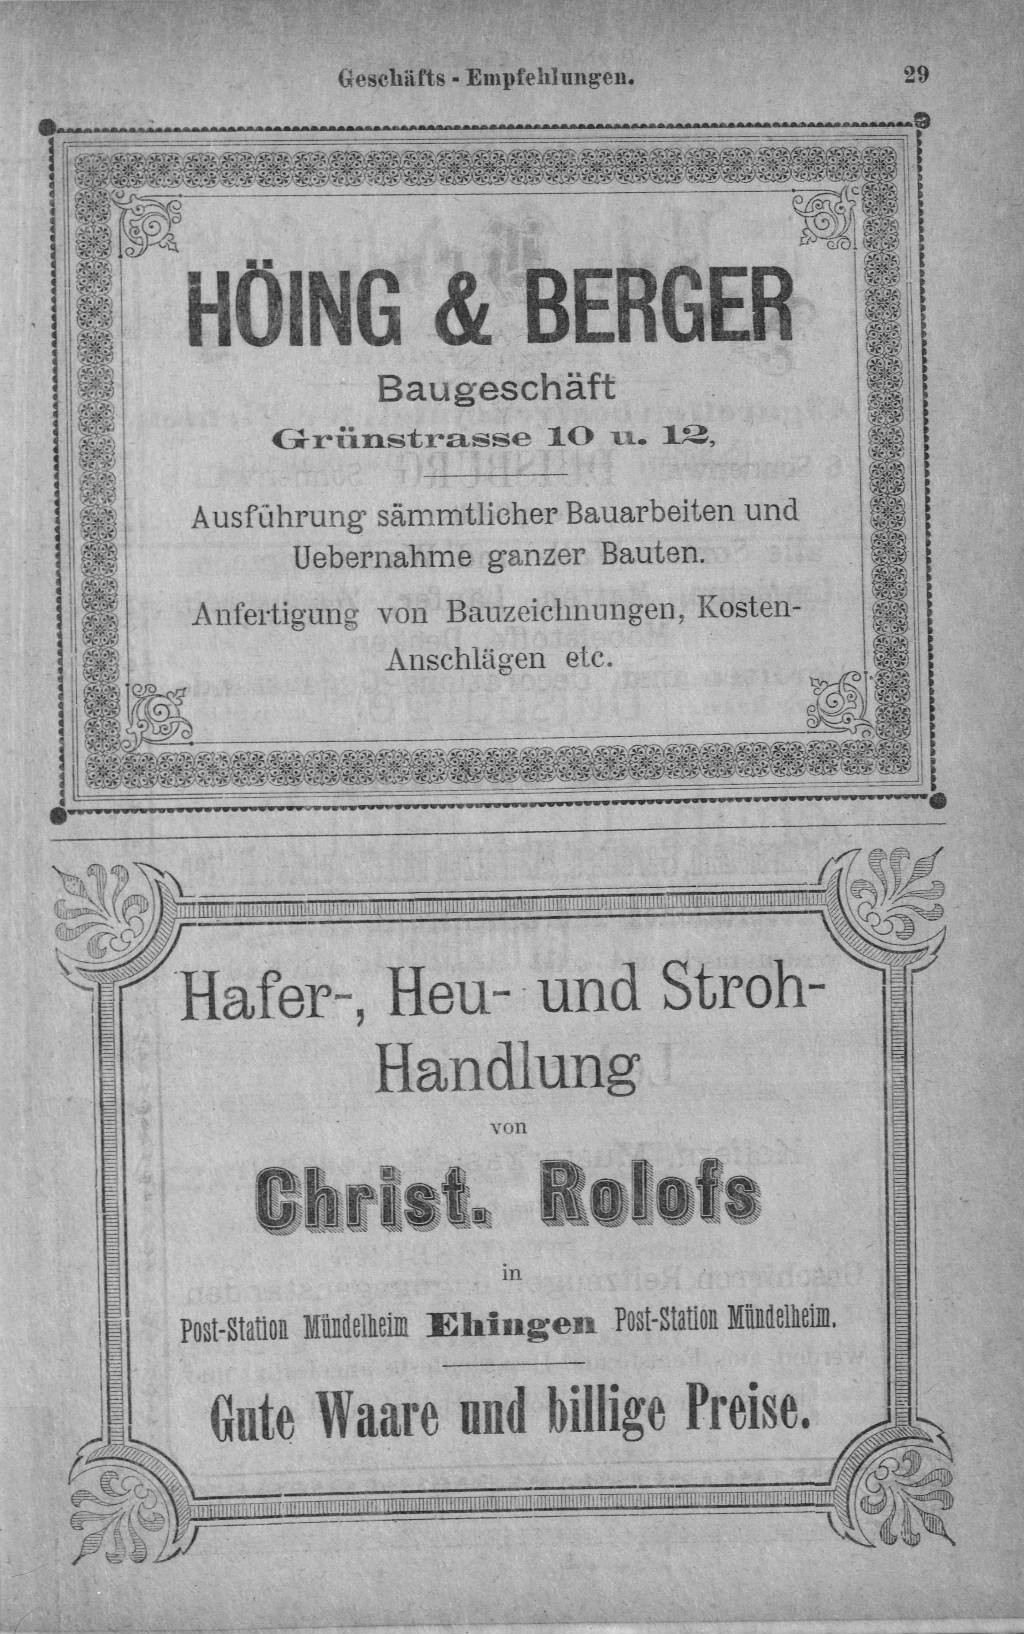 Geschäfts - Empfehlungen.
29
HÖING & BERGER
Baugeschäft
Grünstrasse 10 u. 12,
Ausführung sämmtlicher Bauarbeiten und
Uebernahme ganzer Bauten.
Anfertigung von Bauzeichnungen, Kosten-
Anschlägen etc.
Hafer-, Heu- und Stroh-
Handlung
von
Christ. Rolofs
in
Post-Station Mündelheim Ehingen Post-Station Mündelheim.
Gute Waare und billige Preise.